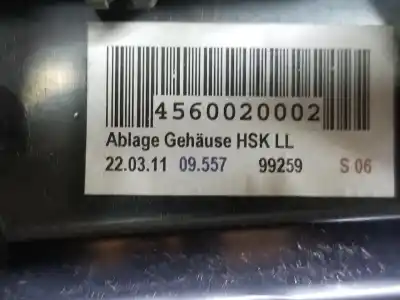 4560020002
Ablage Gehäuse HSK LL
22.03.11 09.557 99259 S 06